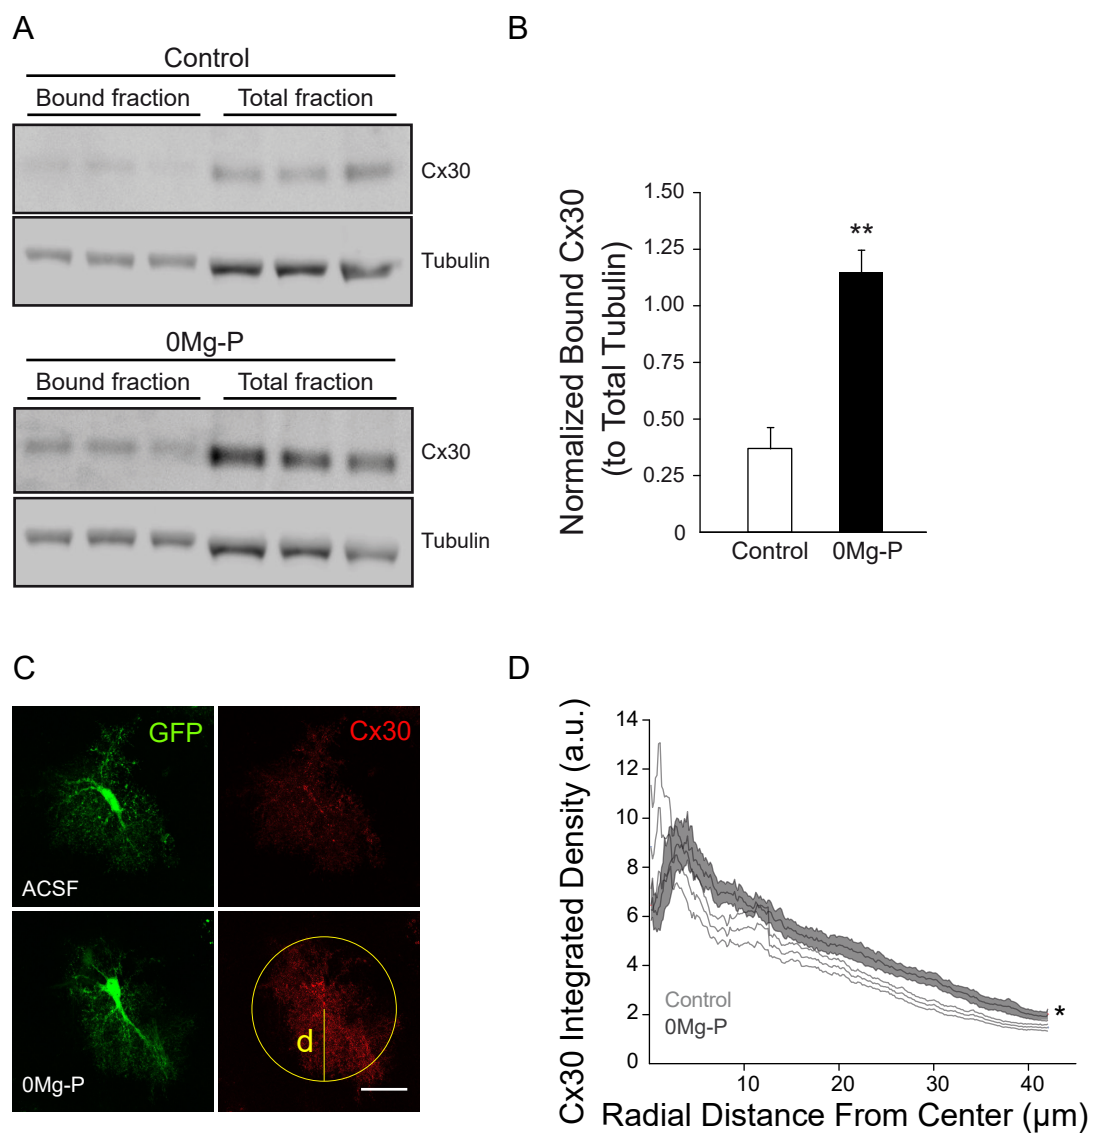 A
Control
Bound fraction Total fraction
Cx30
Tubulin
0Mg-P
Bound fraction Total fraction
Cx30
Tubulin
B
Normalized Bound Cx30
(to Total Tubulin)
1.50
1.25
1.00
0.75
0.50
0.25
0
**
Control 0Mg-P
C
GFP
Cx30
ACSF
0Mg-P
d
D
Cx30 Integrated Density (a.u.)
14
12
10
8
6
4
2
0
Control
0Mg-P
*
10 20 30 40
Radial Distance From Center (μm)